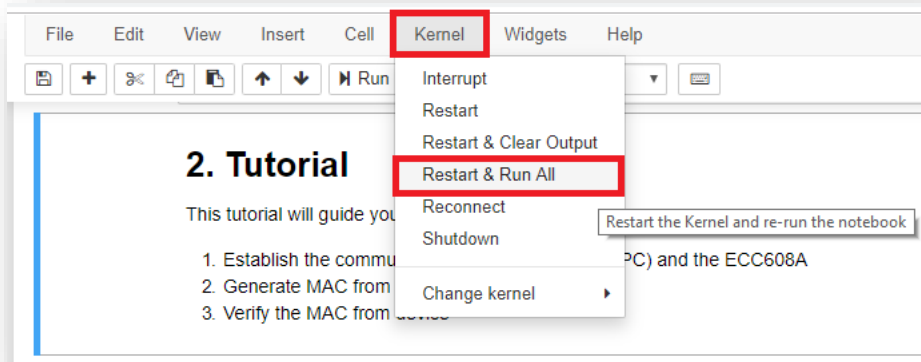 File Edit View Insert Cell Kernel Widgets Help
Run
Interrupt
Restart
Restart & Clear Output
Restart & Run All
Reconnect
Shutdown
Change kernel
Restart the Kernel and re-run the notebook
2. Tutorial
This tutorial will guide you
1. Establish the commu PC) and the ECC608A
2. Generate MAC from
3. Verify the MAC from device